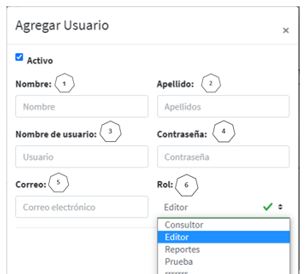 Agregar Usuario ×
Activo
Nombre: 1 Apellido: 2
Nombre Apellidos
Nombre de usuario: 3 Contraseña: 4
Usuario Contraseña
Correo: 5 Rol: 6
Correo electrónico Editor
Consultor
Editor
Reportes
Prueba